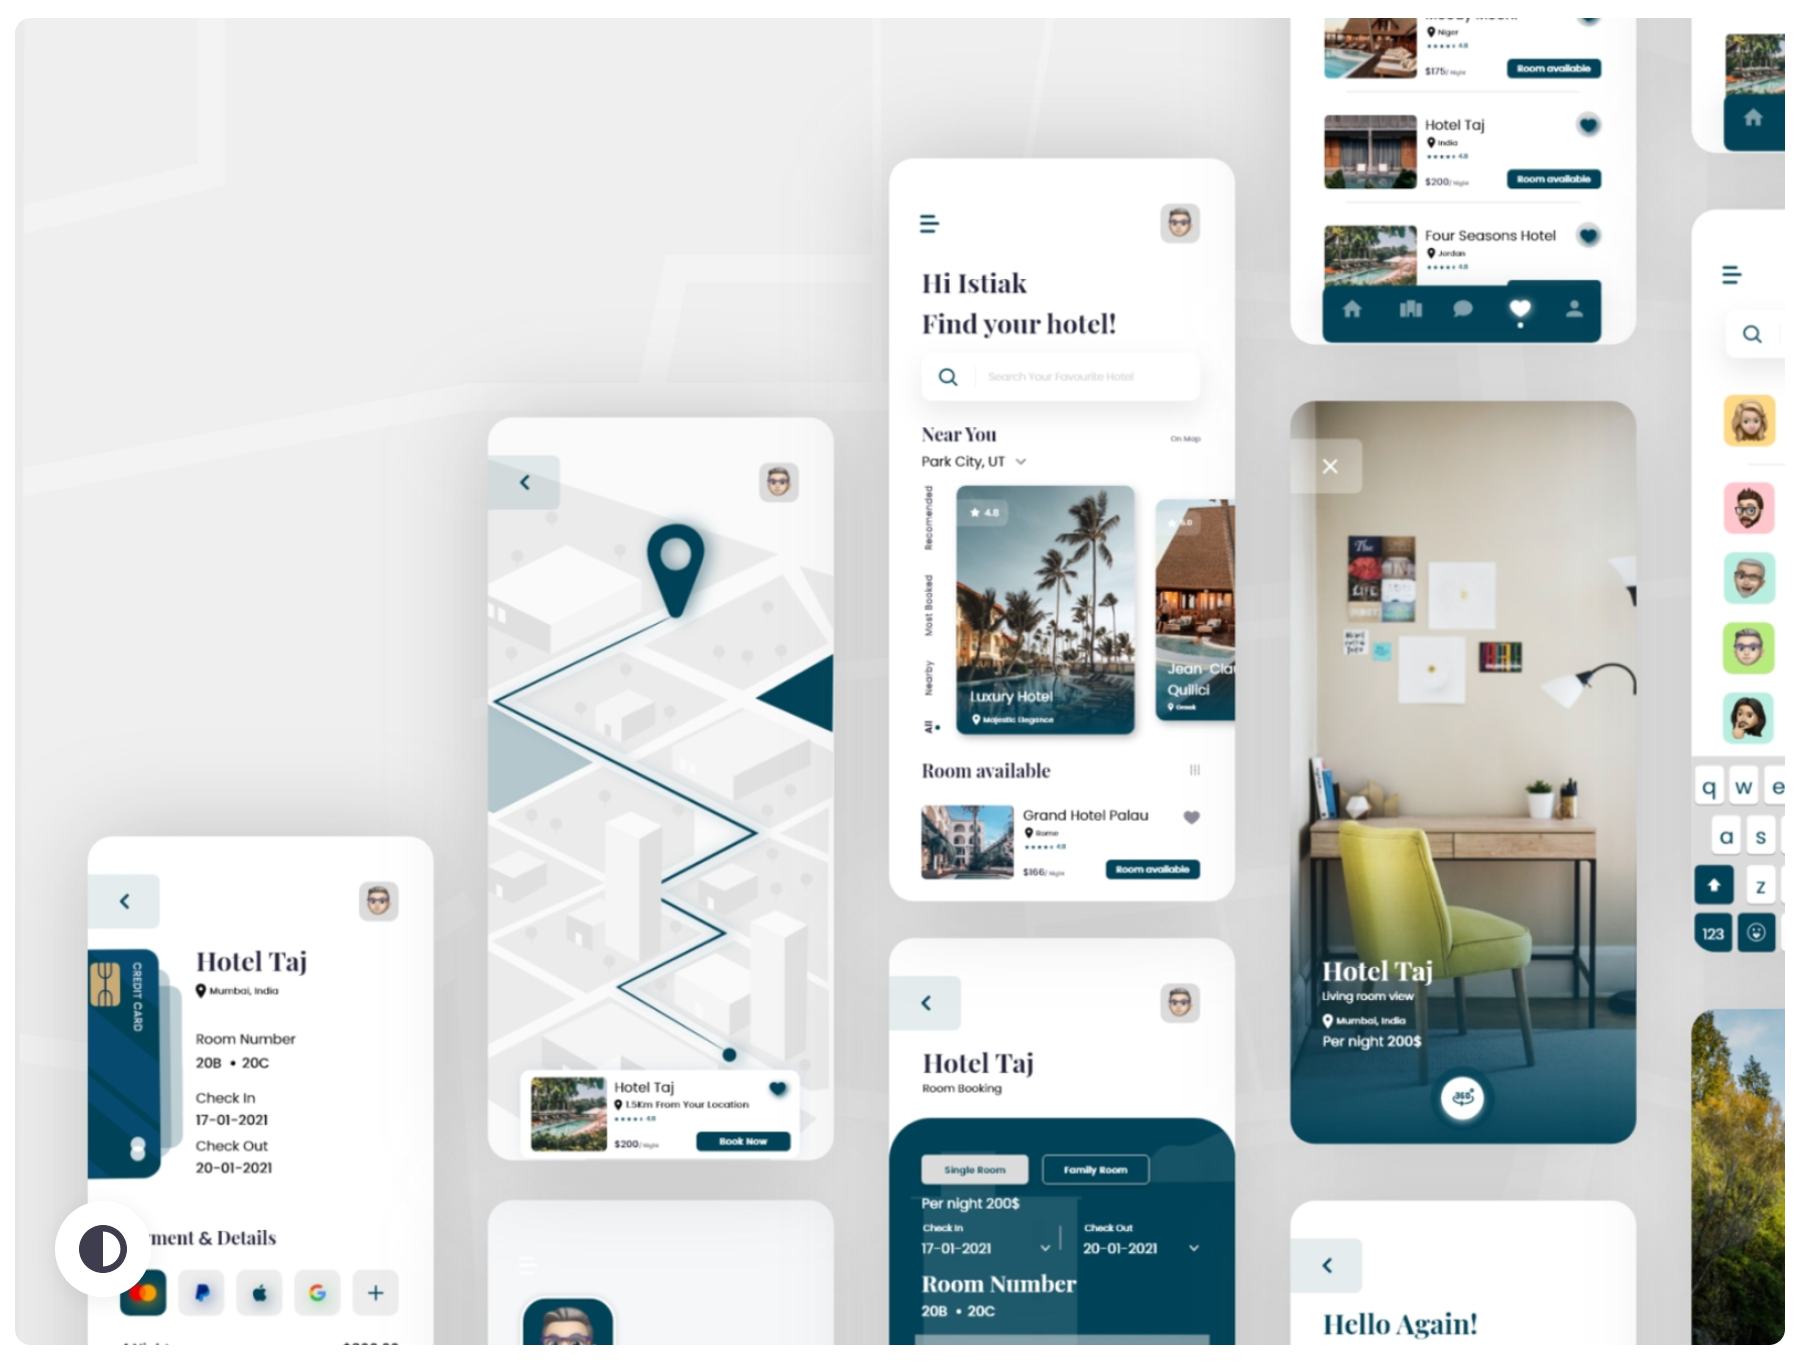 Hotel Taj
Mumbai, India
CREDIT CARD
Room Number
20B • 20C
Check In
17-01-2021
Check Out
20-01-2021
ment & Details
Hotel Taj
1.5Km From Your Location
4.8
$200/ Night
Book Now
Hi Istiak
Find your hotel!
Search Your Favourite Hotel
Near You
On Map
Park City, UT
Recomended
Most Booked
Nearby
All
4.8
Luxury Hotel
Majestic Elegance
Jean-Clau
Quilici
Greek
Room available
Grand Hotel Palau
Rome
4.8
$166/ Night
Room available
Hotel Taj
Room Booking
Single Room
Family Room
Per night 200$
Check In
Check Out
17-01-2021
20-01-2021
Room Number
20B • 20C
Niger
4.8
$175/ Night
Room available
Hotel Taj
India
4.8
$200/ Night
Room available
Four Seasons Hotel
Jordan
4.8
The
LIFE
Hotel Taj
Living room view
Mumbai, India
Per night 200$
360°
Hello Again!
q w e
a s
z
123